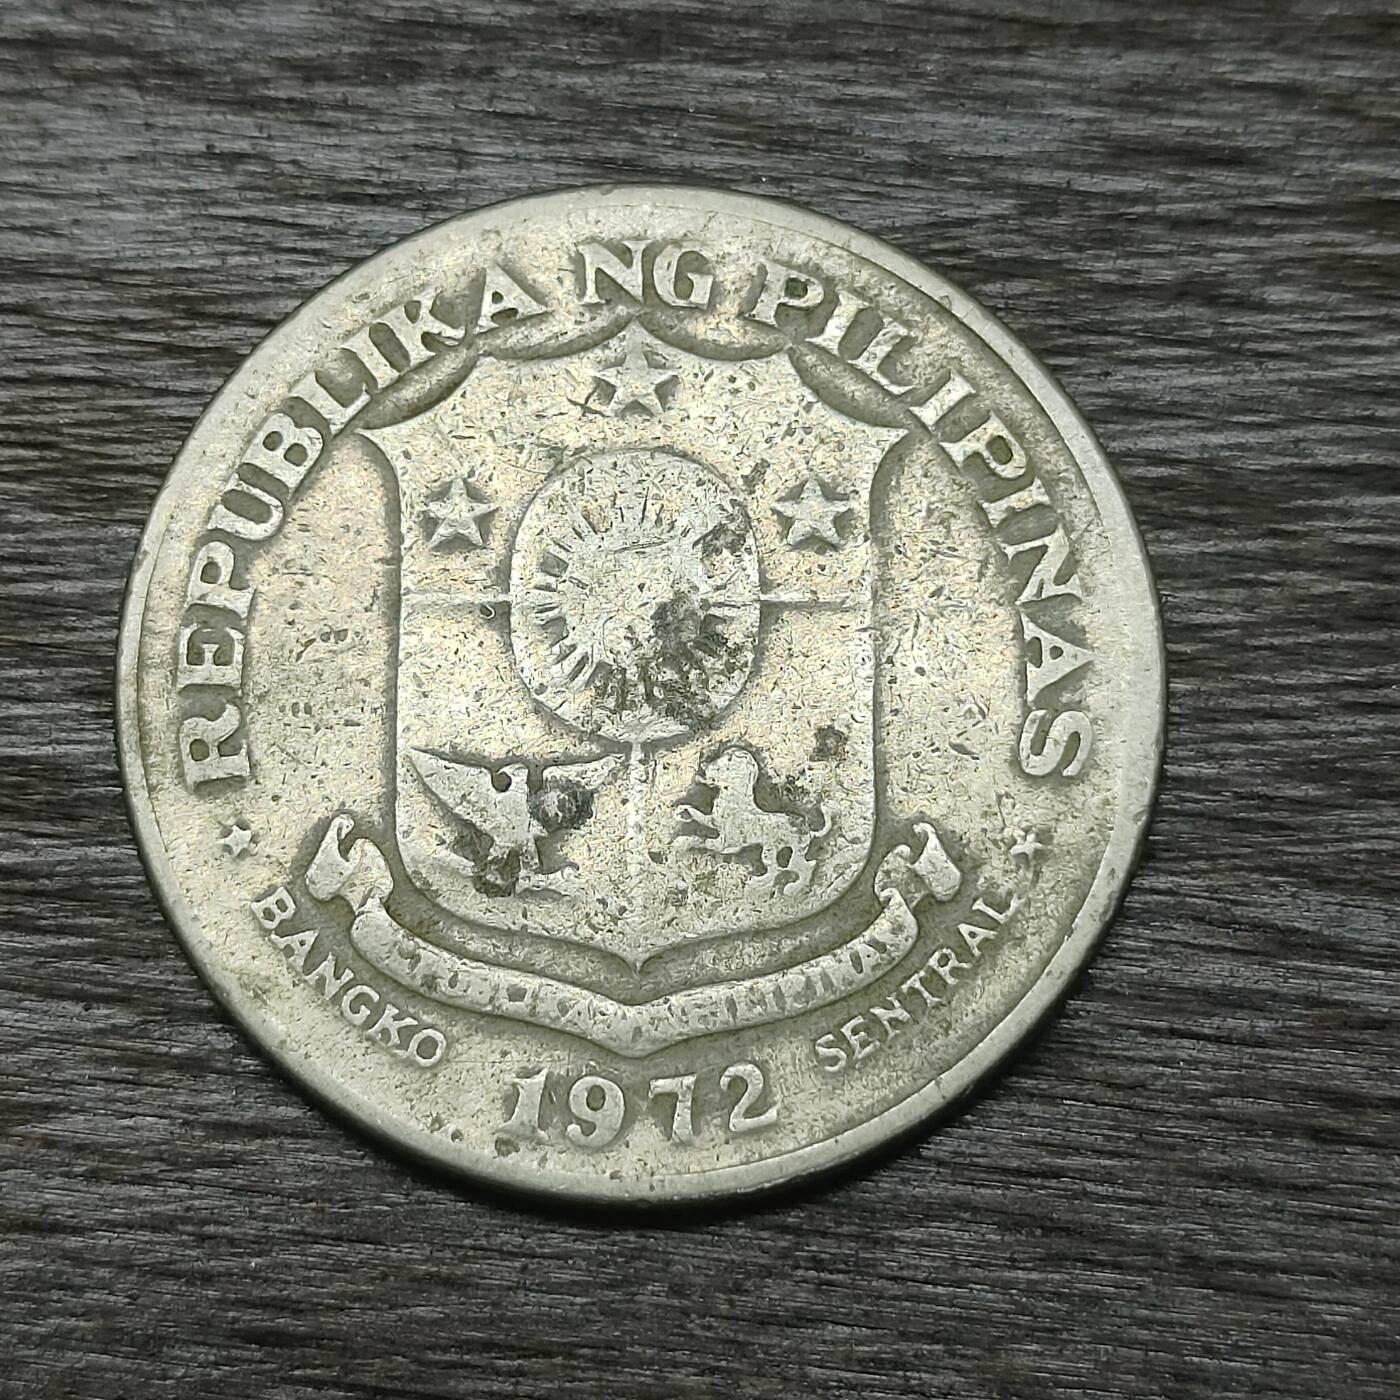 REPUBLIKA NG PILIPINAS
BANGKO SENTRAL
1972